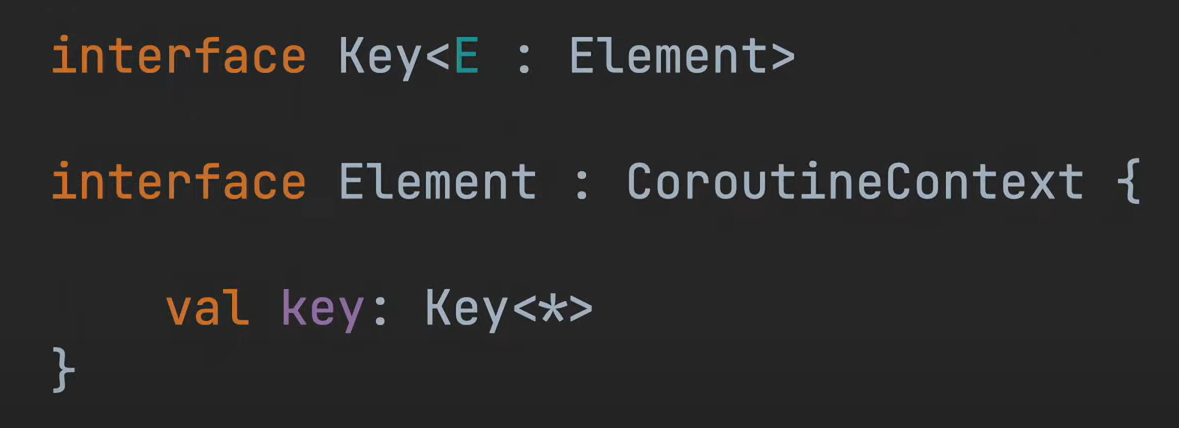 interface Key<E : Element>
interface Element : CoroutineContext {
val key: Key<*>
}